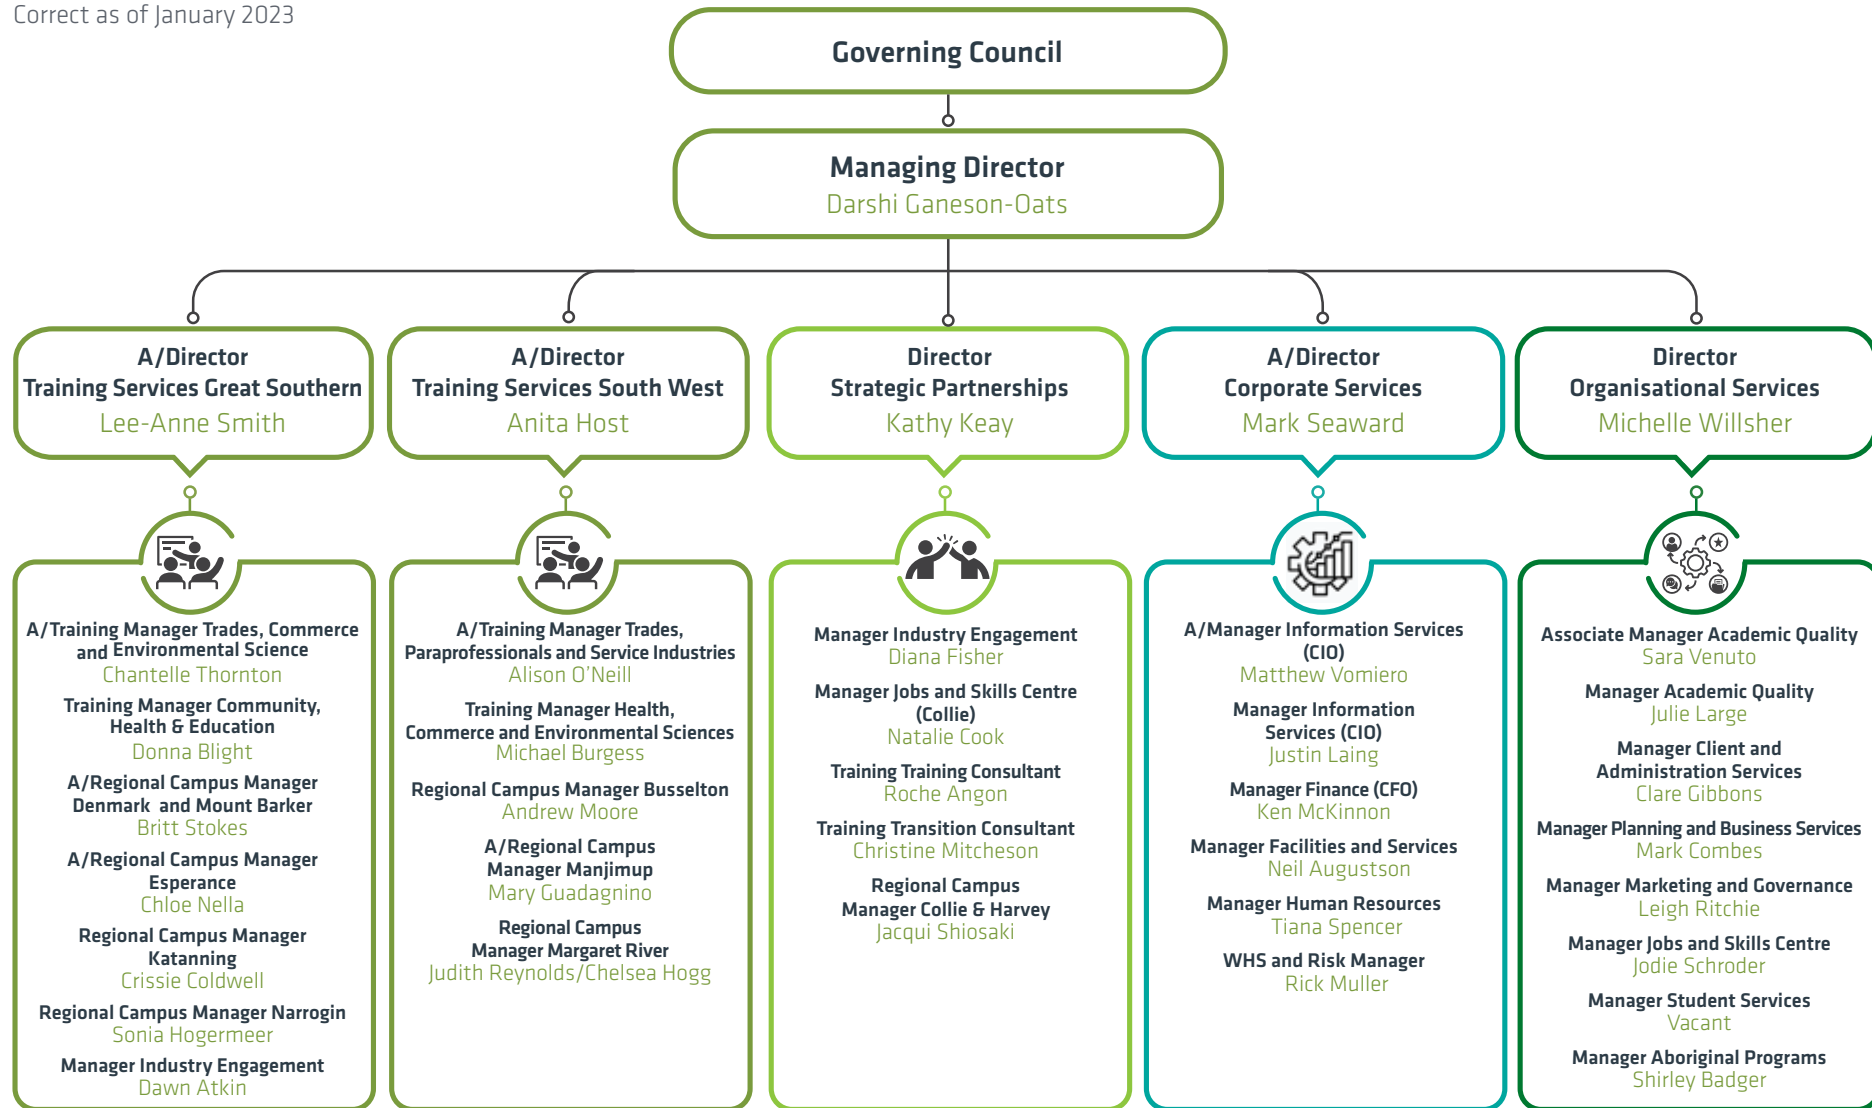 Correct as of January 2023
Governing Council
Managing Director
Darshi Ganeson-Oats
A/Director
Training Services Great Southern
Lee-Anne Smith
A/Training Manager Trades, Commerce
and Environmental Science
Chantelle Thornton
Training Manager Community,
Health & Education
Donna Blight
A/Regional Campus Manager
Denmark and Mount Barker
Britt Stokes
A/Regional Campus Manager
Esperance
Chloe Nella
Regional Campus Manager
Katanning
Crissie Coldwell
Regional Campus Manager Narrogin
Sonia Hogermeer
Manager Industry Engagement
Dawn Atkin
A/Director
Training Services South West
Anita Host
A/Training Manager Trades,
Paraprofessionals and Service Industries
Alison O'Neill
Training Manager Health,
Commerce and Environmental Sciences
Michael Burgess
Regional Campus Manager Busselton
Andrew Moore
A/Regional Campus
Manager Manjimup
Mary Guadagnino
Regional Campus
Manager Margaret River
Judith Reynolds/Chelsea Hogg
Director
Strategic Partnerships
Kathy Keay
Manager Industry Engagement
Diana Fisher
Manager Jobs and Skills Centre
(Collie)
Natalie Cook
Training Training Consultant
Roche Angon
Training Transition Consultant
Christine Mitcheson
Regional Campus
Manager Collie & Harvey
Jacqui Shiosaki
A/Director
Corporate Services
Mark Seaward
A/Manager Information Services
(CIO)
Matthew Vomiero
Manager Information
Services (CIO)
Justin Laing
Manager Finance (CFO)
Ken McKinnon
Manager Facilities and Services
Neil Augustson
Manager Human Resources
Tiana Spencer
WHS and Risk Manager
Rick Muller
Director
Organisational Services
Michelle Willsher
Associate Manager Academic Quality
Sara Venuto
Manager Academic Quality
Julie Large
Manager Client and
Administration Services
Clare Gibbons
Manager Planning and Business Services
Mark Combes
Manager Marketing and Governance
Leigh Ritchie
Manager Jobs and Skills Centre
Jodie Schroder
Manager Student Services
Vacant
Manager Aboriginal Programs
Shirley Badger